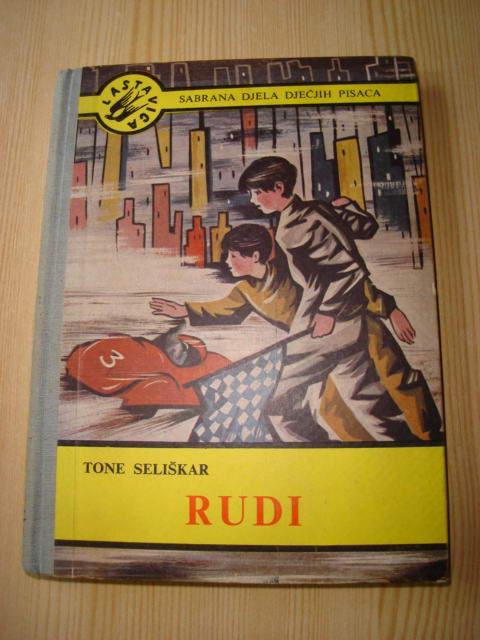 LASTAVICA
SABRANA DJELA DJEČJIH PISACA
3
TONE SELIŠKAR
RUDI